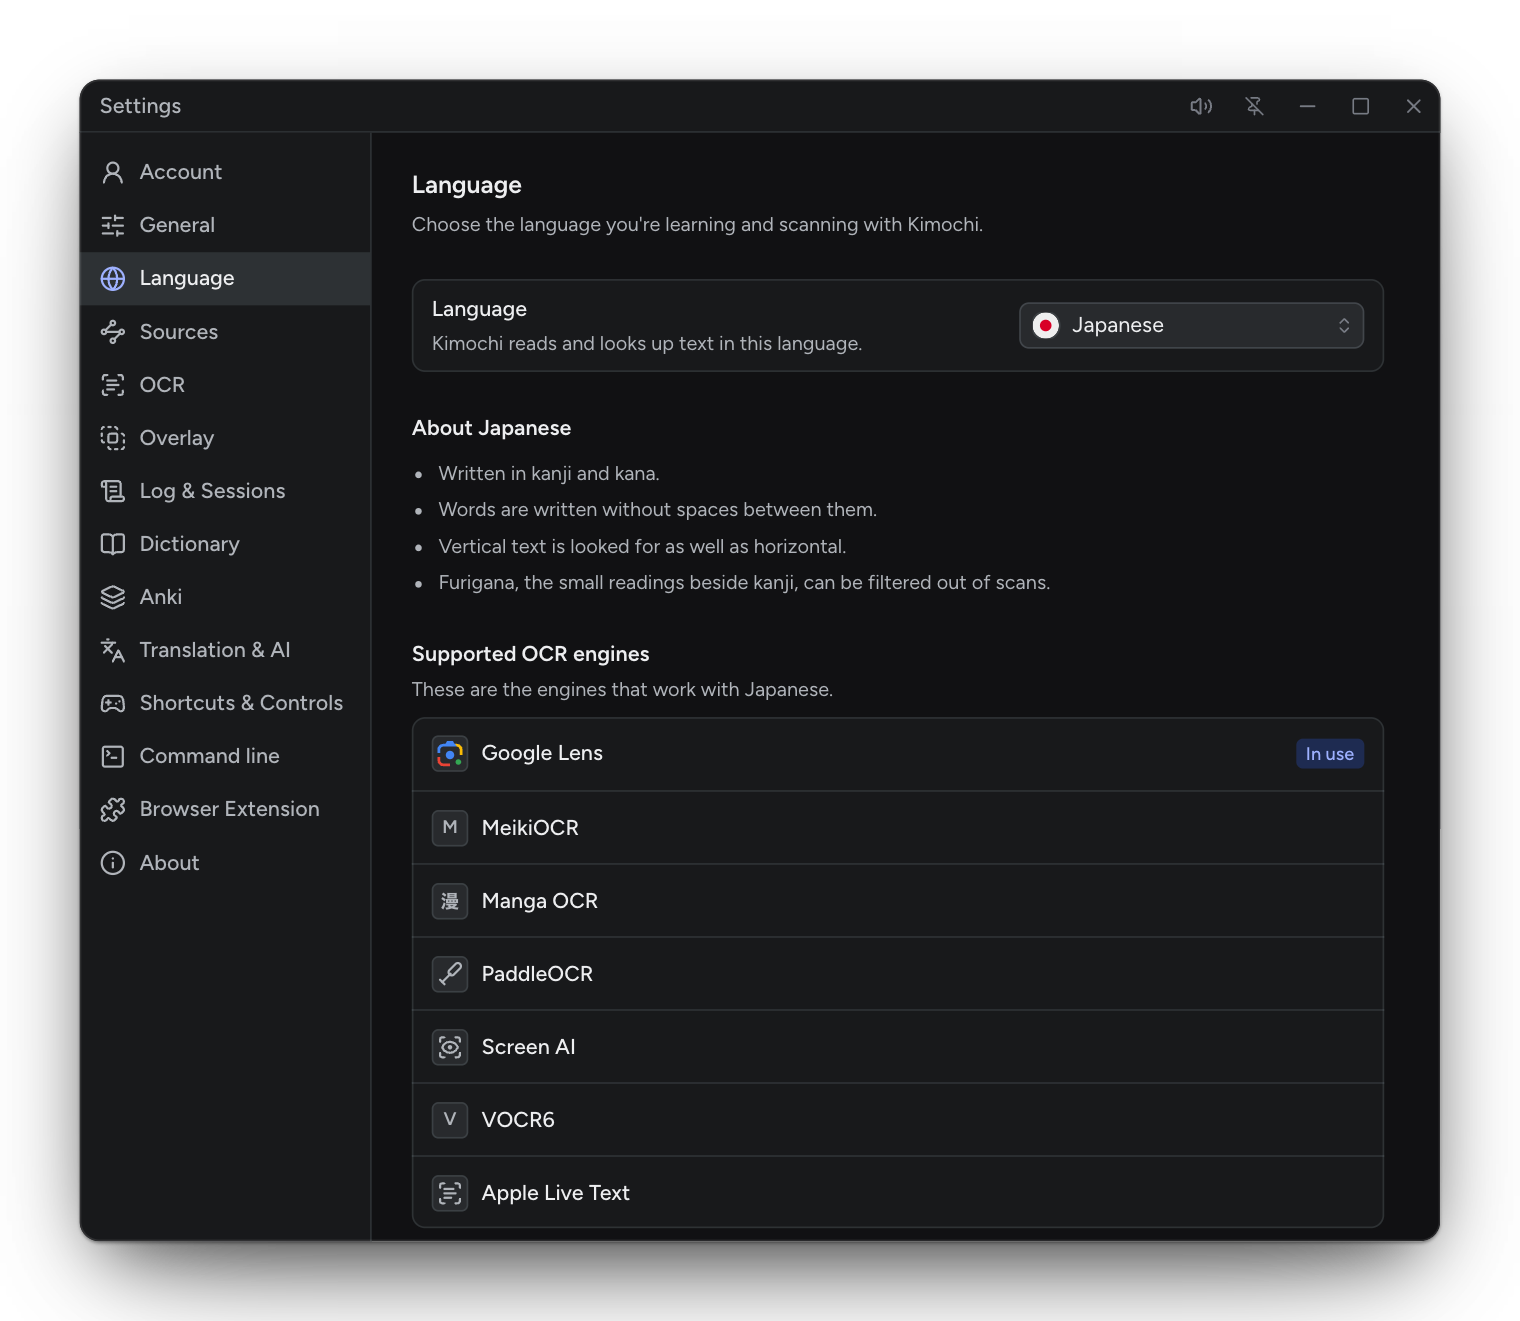 Settings
Account
General
Language
Sources
OCR
Overlay
Log & Sessions
Dictionary
Anki
Translation & AI
Shortcuts & Controls
Command line
Browser Extension
About
Language
Choose the language you're learning and scanning with Kimochi.
Language
Kimochi reads and looks up text in this language.
Japanese
About Japanese
• Written in kanji and kana.
• Words are written without spaces between them.
• Vertical text is looked for as well as horizontal.
• Furigana, the small readings beside kanji, can be filtered out of scans.
Supported OCR engines
These are the engines that work with Japanese.
Google Lens In use
M MeikiOCR
漫 Manga OCR
PaddleOCR
Screen AI
V VOCR6
Apple Live Text